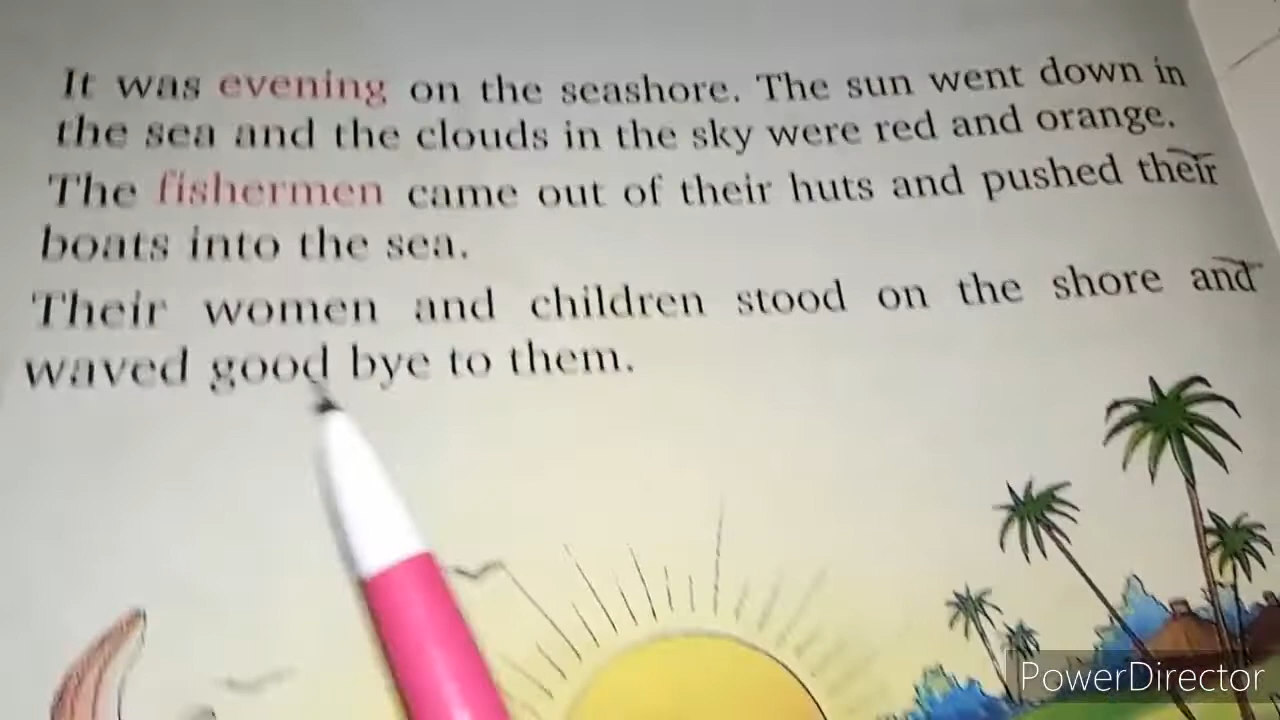 It was evening on the seashore. The sun went down in
the sea and the clouds in the sky were red and orange.
The fishermen came out of their huts and pushed their
boats into the sea.
Their women and children stood on the shore and
waved good bye to them.
PowerDirector